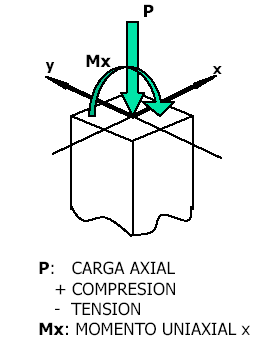 P
Mx
y
x
P: CARGA AXIAL
+ COMPRESION
- TENSION
Mx: MOMENTO UNIAXIAL x